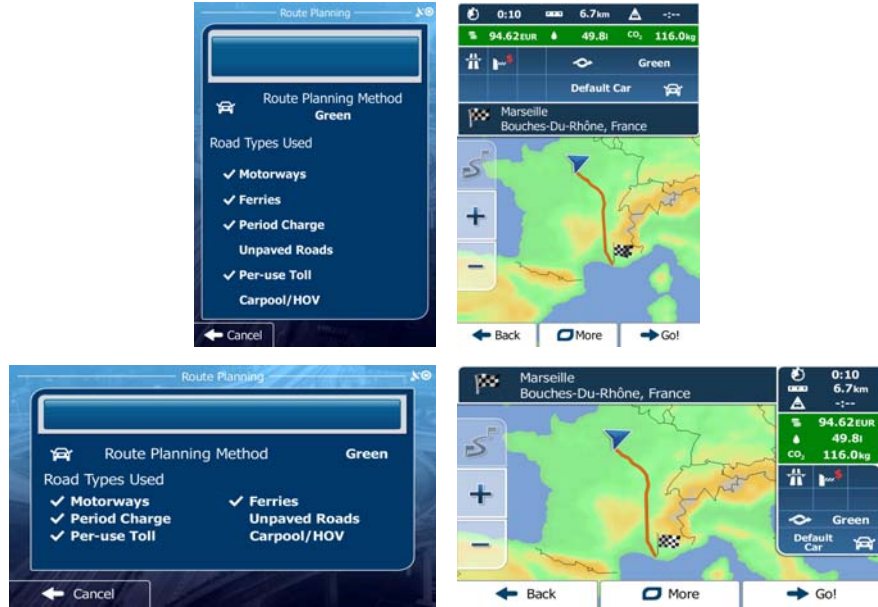 Route Planning
Route Planning Method
Green
Road Types Used
Motorways
Ferries
Period Charge
Unpaved Roads
Per-use Toll
Carpool/HOV
Cancel
0:10 6.7km -:--
94.62EUR 49.8l CO₂ 116.0kg
Green
Default Car
Marseille
Bouches-Du-Rhône, France
Back More Go!
Route Planning
Route Planning Method Green
Road Types Used
Motorways Ferries
Period Charge Unpaved Roads
Per-use Toll Carpool/HOV
Cancel
Marseille
Bouches-Du-Rhône, France
0:10
6.7km
-:--
94.62EUR
49.8l
CO₂ 116.0kg
Green
Default
Car
Back More Go!